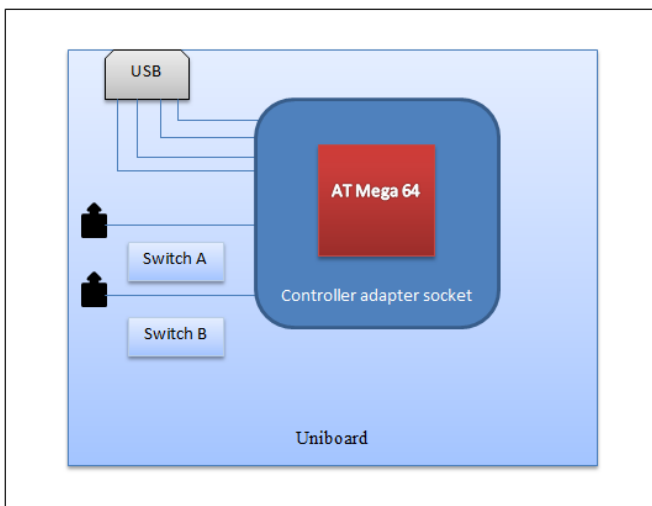 USB
AT Mega 64
Switch A
Controller adapter socket
Switch B
Uniboard